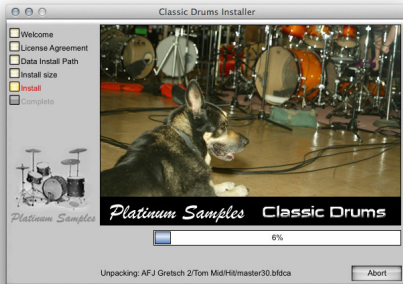 Classic Drums Installer
Welcome
License Agreement
Data Install Path
Install size
Install
Complete
Platinum Samples
Platinum Samples Classic Drums
6%
Unpacking: AFJ Gretsch 2/Tom Mid/Hit/master30.bfdca
Abort